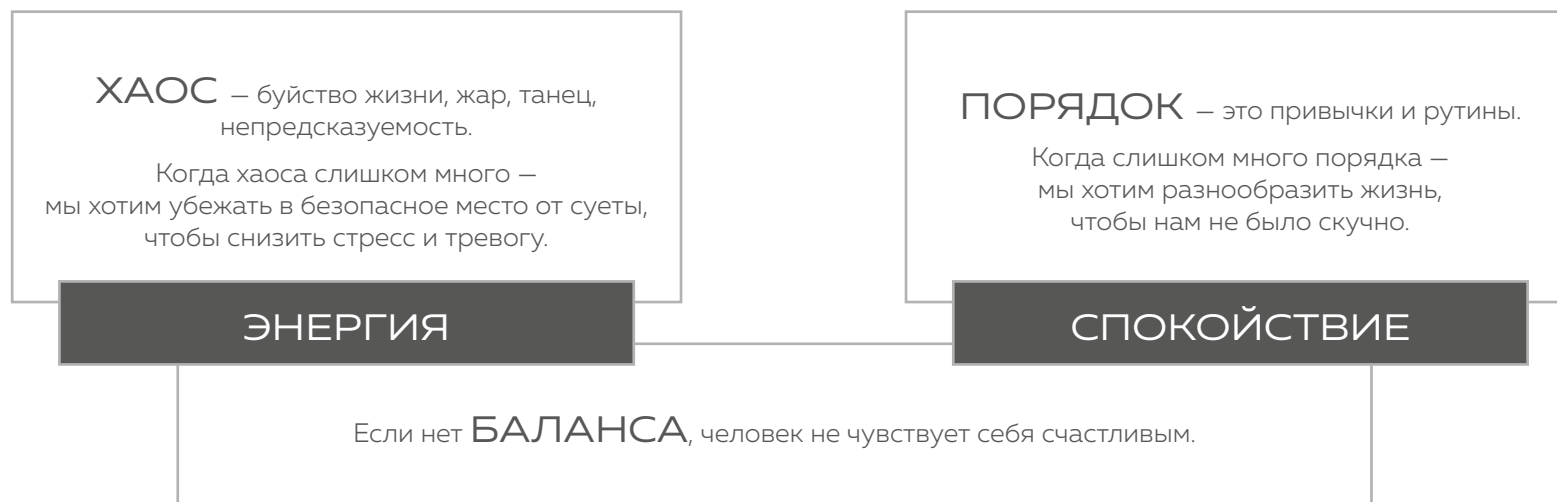 ХАОС – буйство жизни, жар, танец,
непредсказуемость.
Когда хаоса слишком много –
мы хотим убежать в безопасное место от суеты,
чтобы снизить стресс и тревогу.
ЭНЕРГИЯ
ПОРЯДОК – это привычки и рутины.
Когда слишком много порядка –
мы хотим разнообразить жизнь,
чтобы нам не было скучно.
СПОКОЙСТВИЕ
Если нет БАЛАНСА, человек не чувствует себя счастливым.